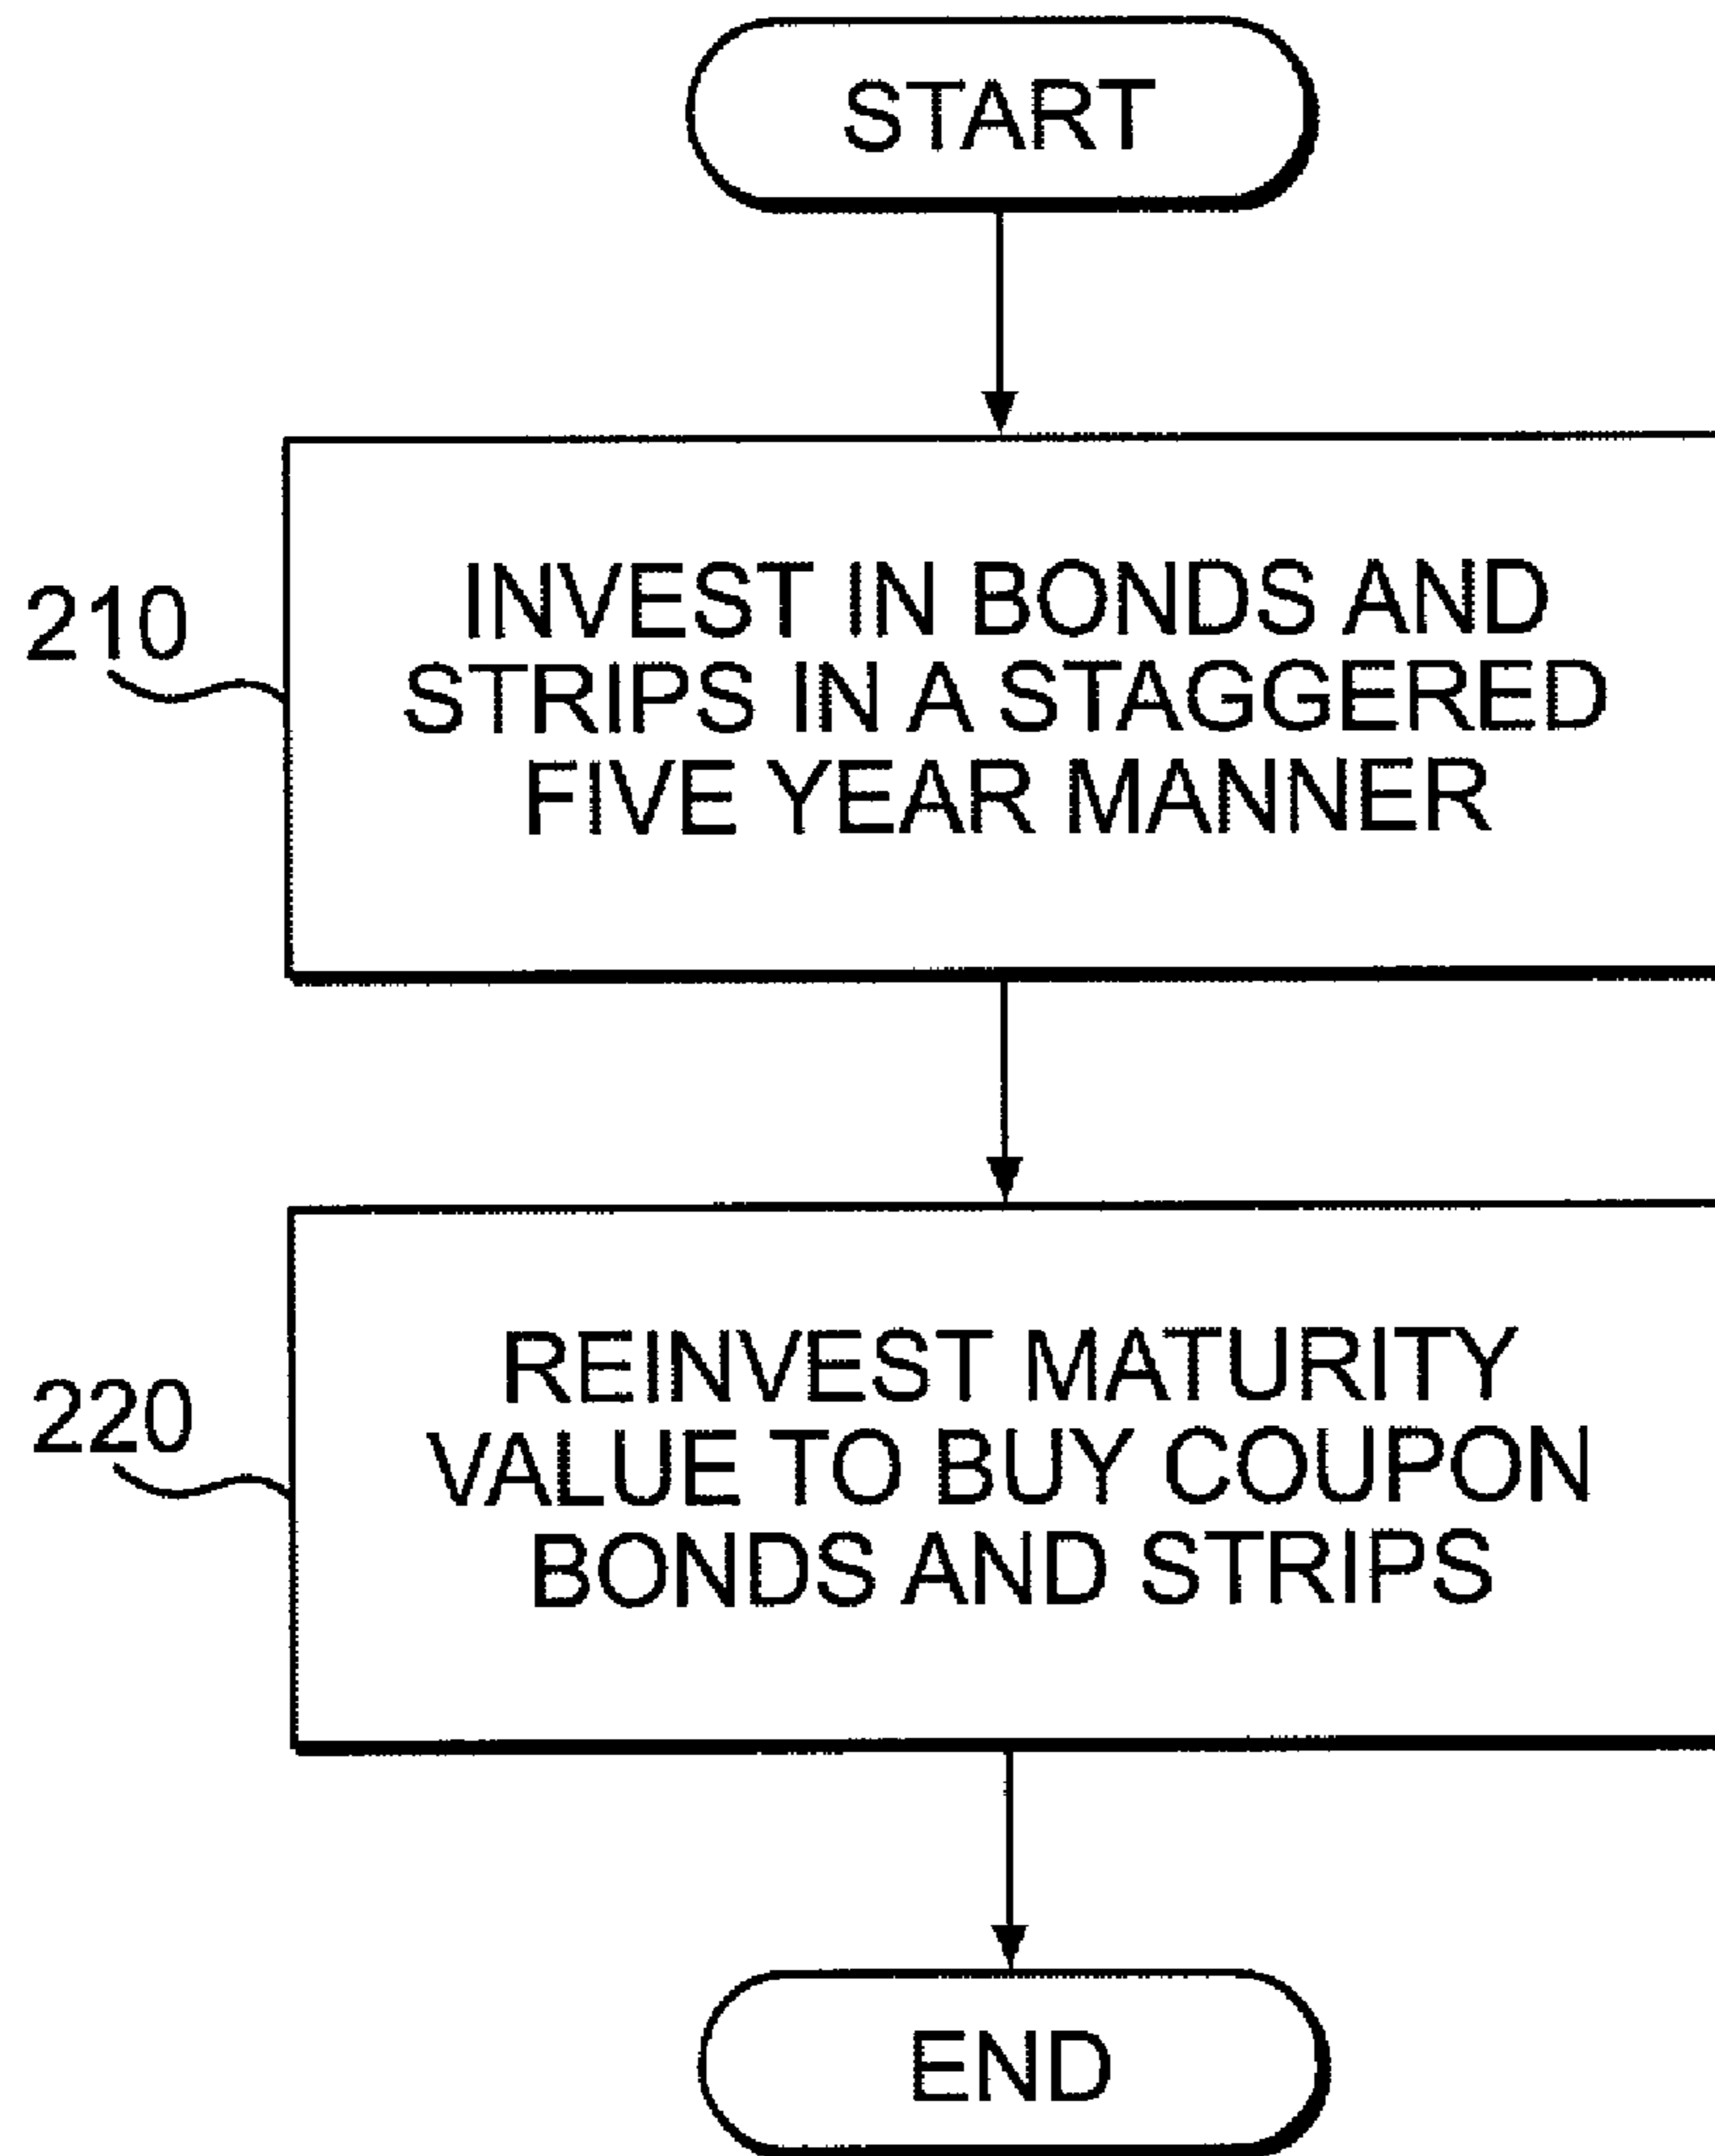 START
210
INVEST IN BONDS AND
STRIPS IN A STAGGERED
FIVE YEAR MANNER
220
REINVEST MATURITY
VALUE TO BUY COUPON
BONDS AND STRIPS
END